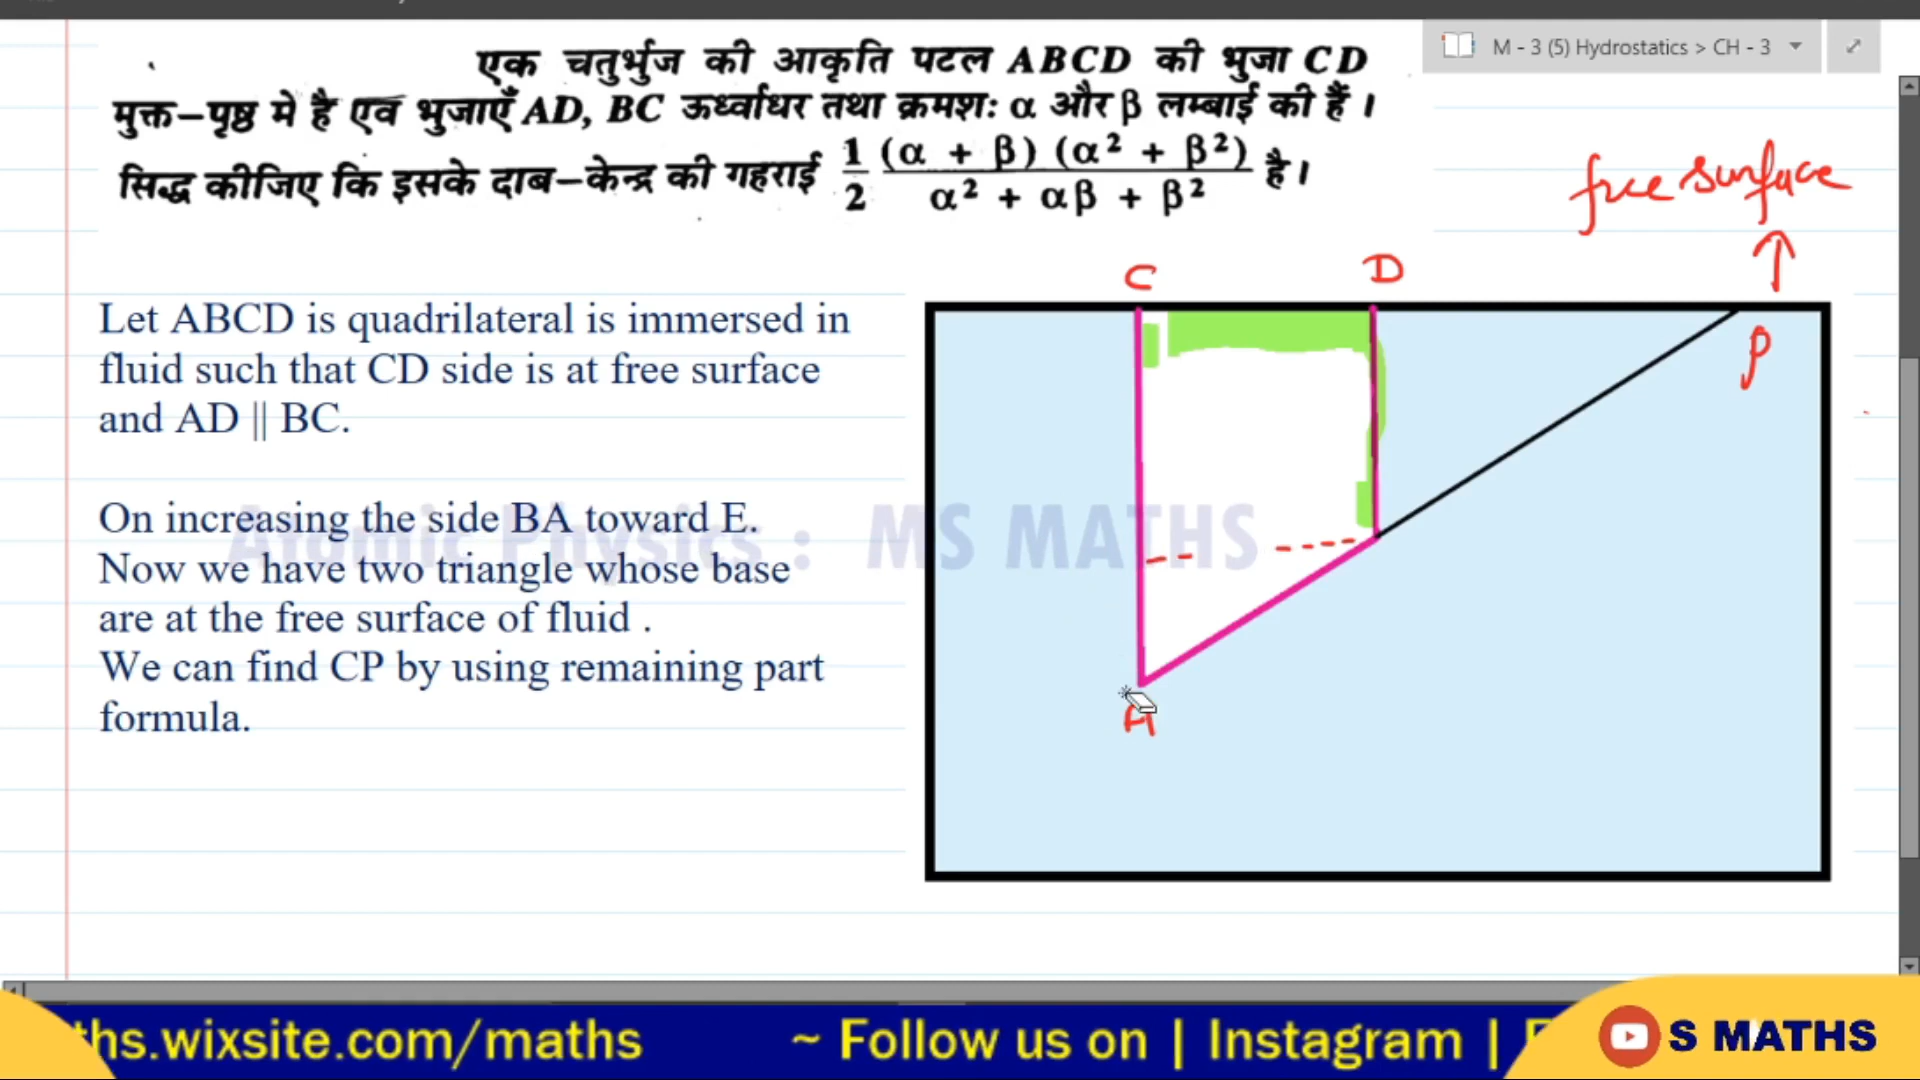 M - 3 (5) Hydrostatics > CH - 3
एक चतुर्भुज की आकृति पटल ABCD की भुजा CD
मुक्त-पृष्ठ मे है एवं भुजाएँ AD, BC ऊर्ध्वाधर तथा क्रमश: α और β लम्बाई की हैं ।
सिद्ध कीजिए कि इसके दाब-केन्द्र की गहराई 1/2 (α + β) (α² + β²) / α² + αβ + β² है ।
free surface
C
D
P
A
Let ABCD is quadrilateral is immersed in
fluid such that CD side is at free surface
and AD || BC.
On increasing the side BA toward E.
Now we have two triangle whose base
are at the free surface of fluid .
We can find CP by using remaining part
formula.
Atomic Physics : MS MATHS
ths.wixsite.com/maths ~ Follow us on | Instagram |
S MATHS